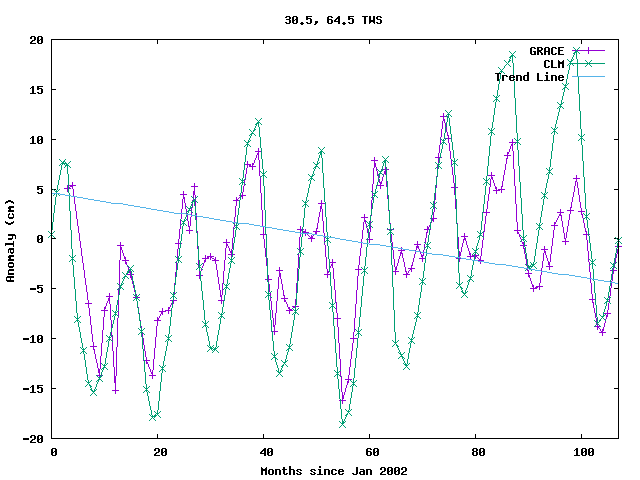 30.5, 64.5 TWS
GRACE
CLM
Trend Line
20
15
10
5
0
-5
-10
-15
-20
Anomaly (cm)
0 20 40 60 80 100
Months since Jan 2002